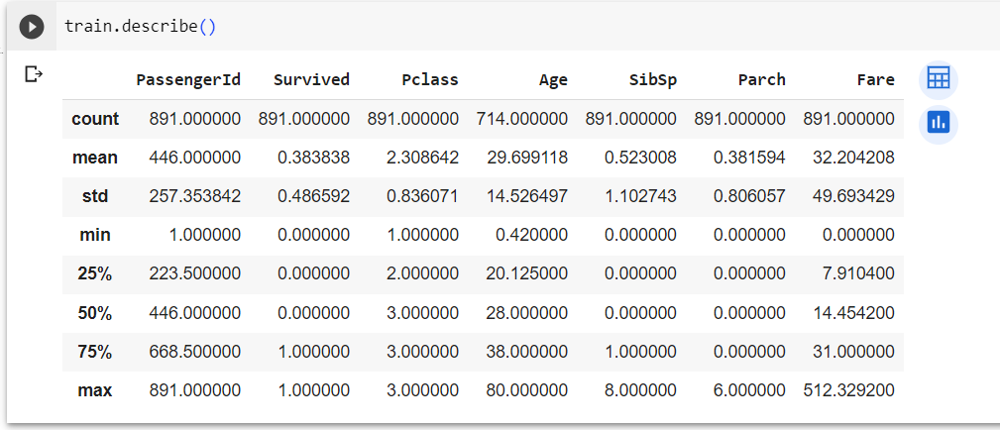 train.describe()
PassengerId Survived Pclass Age SibSp Parch Fare
count 891.000000 891.000000 891.000000 714.000000 891.000000 891.000000 891.000000
mean 446.000000 0.383838 2.308642 29.699118 0.523008 0.381594 32.204208
std 257.353842 0.486592 0.836071 14.526497 1.102743 0.806057 49.693429
min 1.000000 0.000000 1.000000 0.420000 0.000000 0.000000 0.000000
25% 223.500000 0.000000 2.000000 20.125000 0.000000 0.000000 7.910400
50% 446.000000 0.000000 3.000000 28.000000 0.000000 0.000000 14.454200
75% 668.500000 1.000000 3.000000 38.000000 1.000000 0.000000 31.000000
max 891.000000 1.000000 3.000000 80.000000 8.000000 6.000000 512.329200